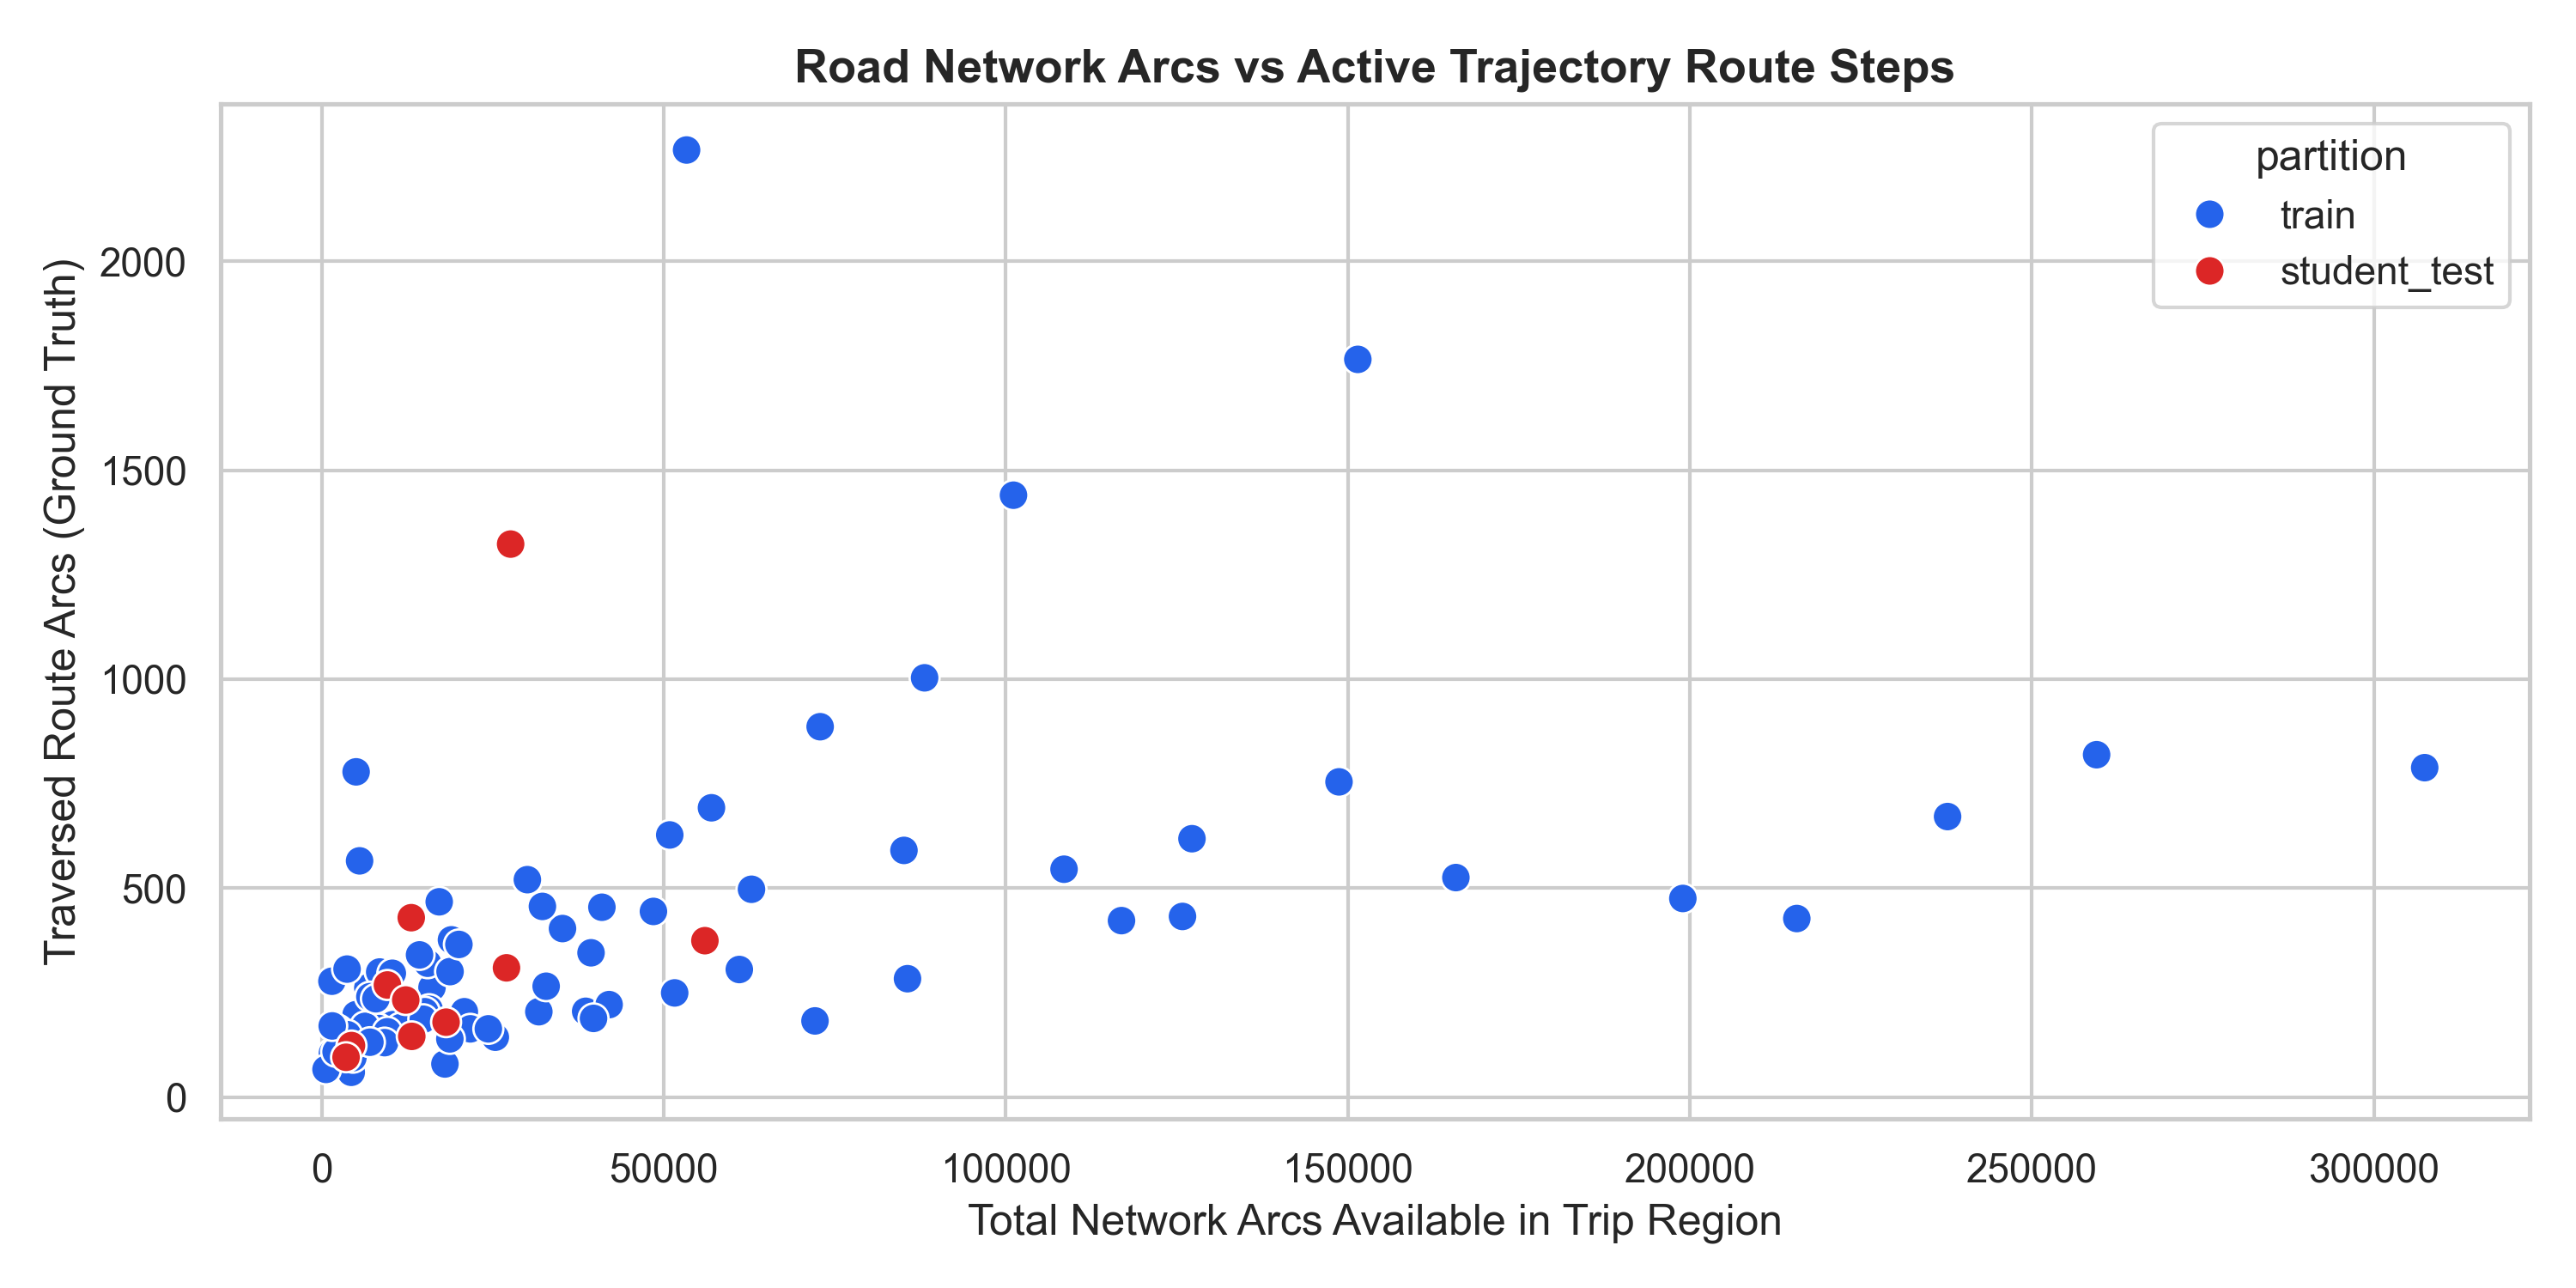 Road Network Arcs vs Active Trajectory Route Steps
partition
train
student_test
Traversed Route Arcs (Ground Truth)
2000
1500
1000
500
0
0 50000 100000 150000 200000 250000 300000
Total Network Arcs Available in Trip Region